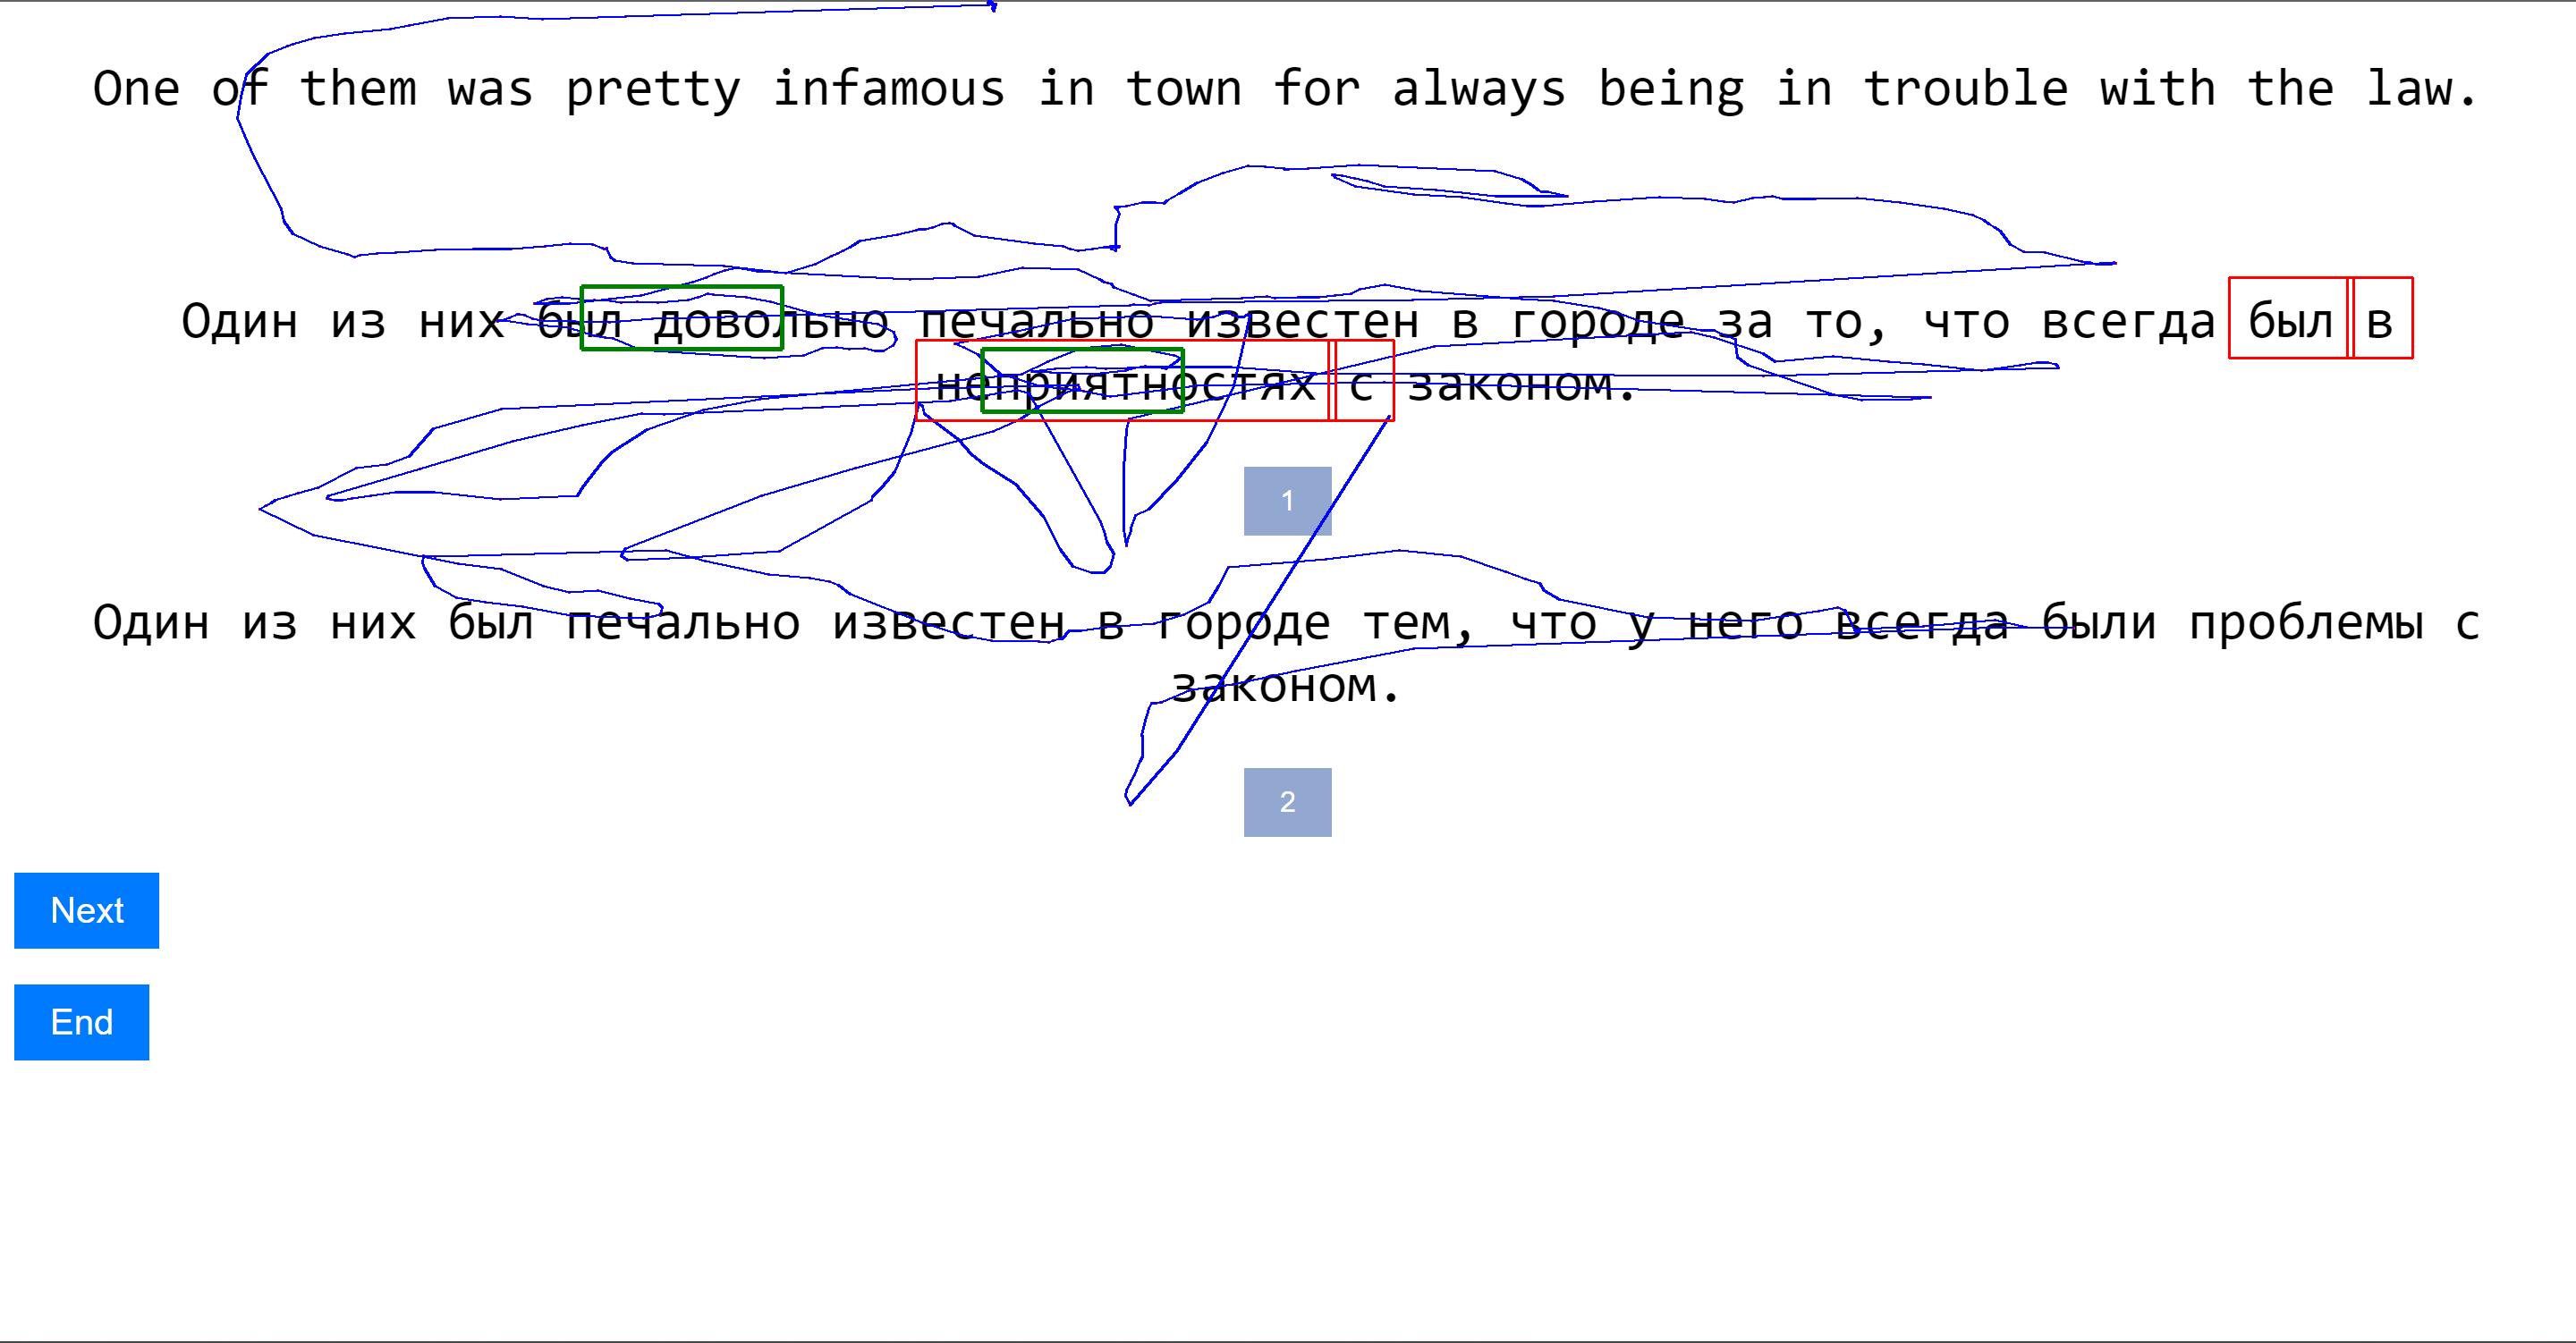 One of them was pretty infamous in town for always being in trouble with the law.
Один из них был довольно печально известен в городе за то, что всегда был в
неприятностях с законом.
1
Один из них был печально известен в городе тем, что у него всегда были проблемы с
законом.
2
Next
End